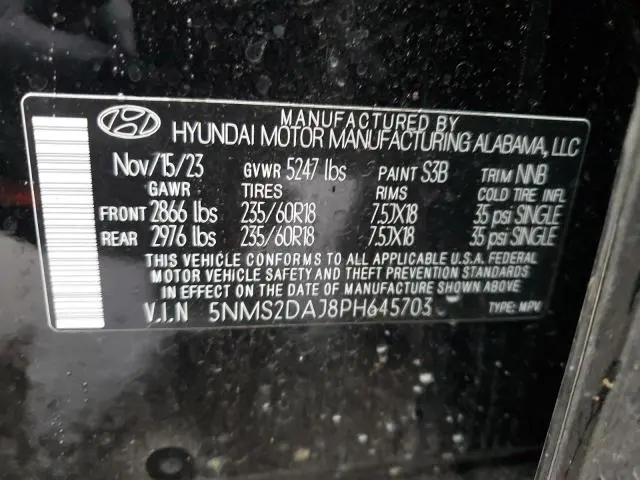 MANUFACTURED BY
HYUNDAI MOTOR MANUFACTURING ALABAMA, LLC
Nov/15/23 GVWR 5247 lbs PAINT S3B TRIM NNB
GAWR TIRES RIMS COLD TIRE INFL
FRONT 2866 lbs 235/60R18 7.5JX18 35 psi SINGLE
REAR 2976 lbs 235/60R18 7.5JX18 35 psi SINGLE
THIS VEHICLE CONFORMS TO ALL APPLICABLE U.S.A. FEDERAL
MOTOR VEHICLE SAFETY AND THEFT PREVENTION STANDARDS
IN EFFECT ON THE DATE OF MANUFACTURE SHOWN ABOVE
V.I.N 5NMS2DAJ8PH645703 TYPE: MPV